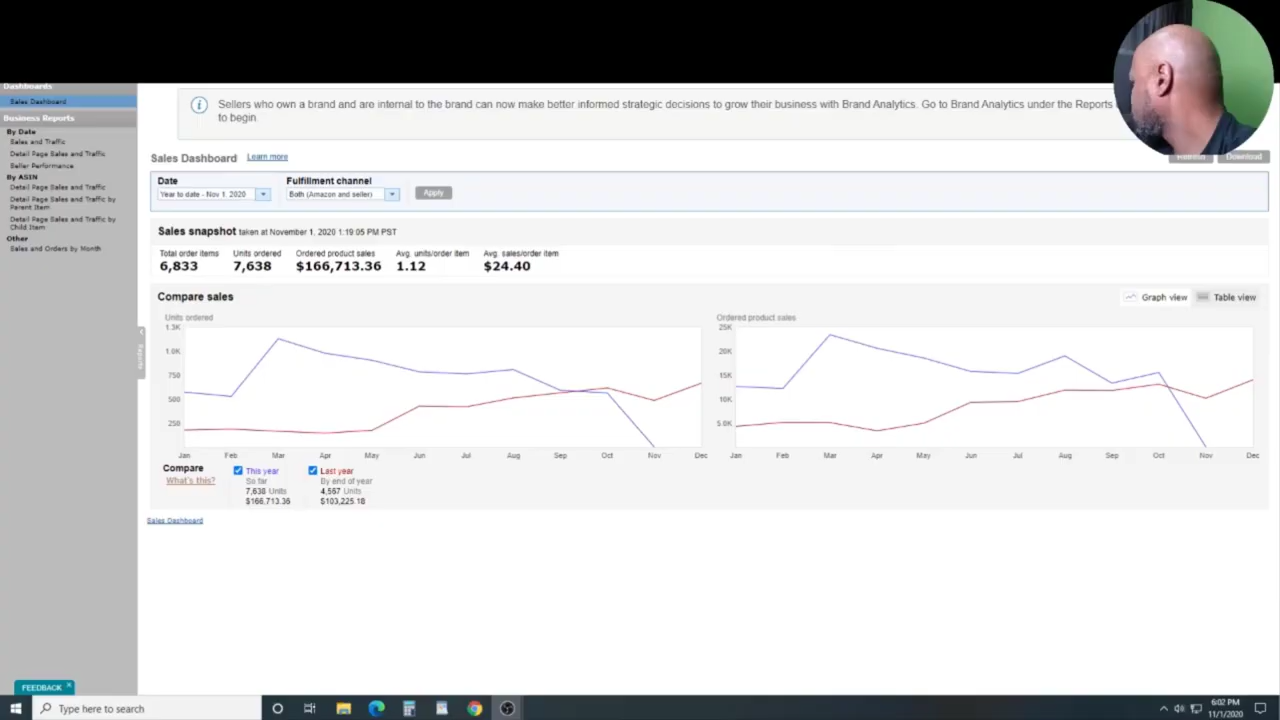 Dashboards
Sales Dashboard
Business Reports
By Date
Sales and Traffic
Detail Page Sales and Traffic
Seller Performance
By ASIN
Detail Page Sales and Traffic
Detail Page Sales and Traffic by
Parent Item
Detail Page Sales and Traffic by
Child Item
Other
Sales and Orders by Month
Reports
Sellers who own a brand and are internal to the brand can now make better informed strategic decisions to grow their business with Brand Analytics. Go to Brand Analytics under the Reports
to begin.
Sales Dashboard Learn more
Refresh Download
Date Fulfillment channel
Year to date - Nov 1, 2020 Both (Amazon and seller) Apply
Sales snapshot taken at November 1, 2020 1:19:05 PM PST
Total order items Units ordered Ordered product sales Avg. units/order item Avg. sales/order item
6,833 7,638 $166,713.36 1.12 $24.40
Compare sales Graph view Table view
Units ordered
1.3K
1.0K
750
500
250
Jan Feb Mar Apr May Jun Jul Aug Sep Oct Nov Dec
Ordered product sales
25K
20K
15K
10K
5.0K
Jan Feb Mar Apr May Jun Jul Aug Sep Oct Nov Dec
Compare This year Last year
What's this? So far By end of year
7,638 Units 4,567 Units
$166,713.36 $103,225.18
Sales Dashboard
FEEDBACK x
Type here to search
6:02 PM
11/1/2020